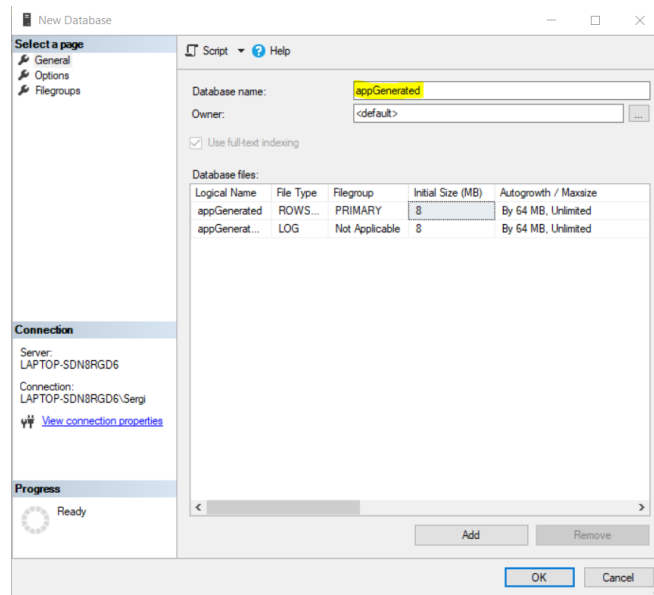 New Database
Select a page
General
Options
Filegroups
Script Help
Database name: appGenerated
Owner: <default> ...
Use full-text indexing
Database files:
Logical Name File Type Filegroup Initial Size (MB) Autogrowth / Maxsize
appGenerated ROWS... PRIMARY 8 By 64 MB, Unlimited
appGenerat... LOG Not Applicable 8 By 64 MB, Unlimited
Connection
Server:
LAPTOP-SDN8RGD6
Connection:
LAPTOP-SDN8RGD6\Sergi
View connection properties
Progress
Ready
Add Remove
OK Cancel